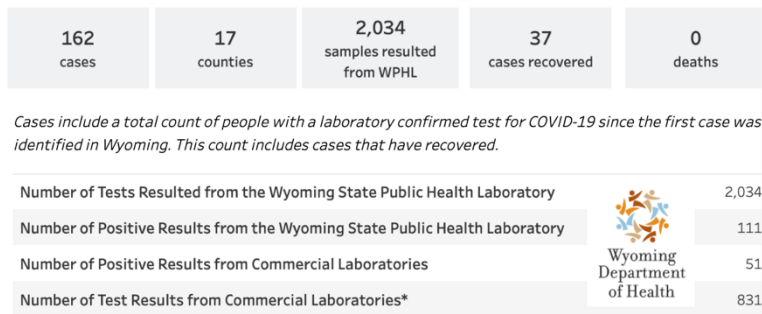 162
cases
17
counties
2,034
samples resulted
from WPHL
37
cases recovered
0
deaths
Cases include a total count of people with a laboratory confirmed test for COVID-19 since the first case was
identified in Wyoming. This count includes cases that have recovered.
Number of Tests Resulted from the Wyoming State Public Health Laboratory 2,034
Number of Positive Results from the Wyoming State Public Health Laboratory 111
Number of Positive Results from Commercial Laboratories 51
Number of Test Results from Commercial Laboratories* 831
Wyoming
Department
of Health